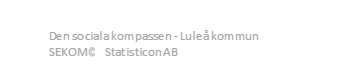 Den sociala kompassen - Luleå kommun
SEKOM© Statisticon AB